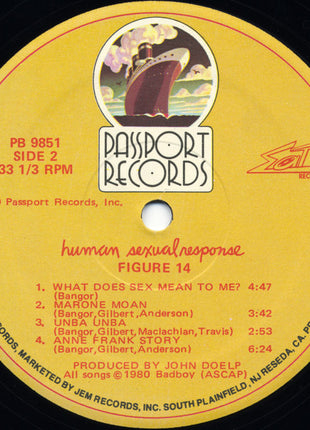 PASSPORT
RECORDS
PB 9851
SIDE 2
33 1/3 RPM
Passport Records, Inc.
human sexual response
FIGURE 14
1. WHAT DOES SEX MEAN TO ME? 4:47
(Bangor)
2. MARONE MOAN
(Bangor,Gilbert,Anderson) 3:42
3. UNBA UNBA
(Bangor,Gilbert,Maclachlan,Travis) 2:53
4. ANNE FRANK STORY
(Bangor,Gilbert,Anderson) 6:24
PRODUCED BY JOHN DOELP
All songs ©1980 Badboy (ASCAP)
RECORDS, MARKETED BY JEM RECORDS, INC. SOUTH PLAINFIELD, NJ RESEDA, CA.